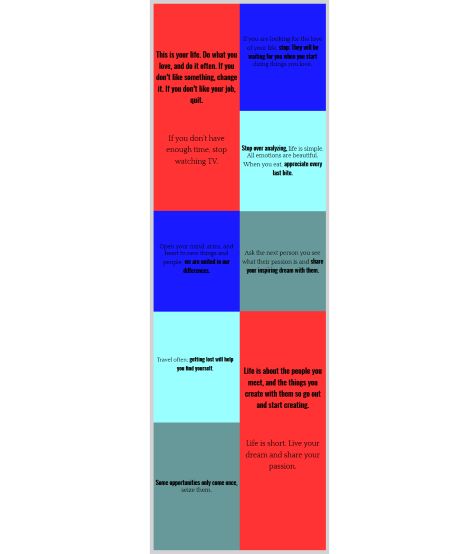 This is your life. Do what you
love, and do it often. If you
don't like something, change
it. If you don't like your job,
quit.
If you don't have
enough time, stop
watching TV.
If you are looking for the love
of your life, stop; they will be
waiting for you when you start
doing things you love.
Stop over analyzing, life is simple.
All emotions are beautiful.
When you eat, appreciate every
last bite.
Open your mind, arms, and
heart to new things and
people, we are united in our
differences.
Ask the next person you see
what their passion is and share
your inspiring dream with them.
Travel often; getting lost will help
you find yourself.
Some opportunities only come once,
seize them.
Life is about the people you
meet, and the things you
create with them so go out
and start creating.
Life is short. Live your
dream and share your
passion.